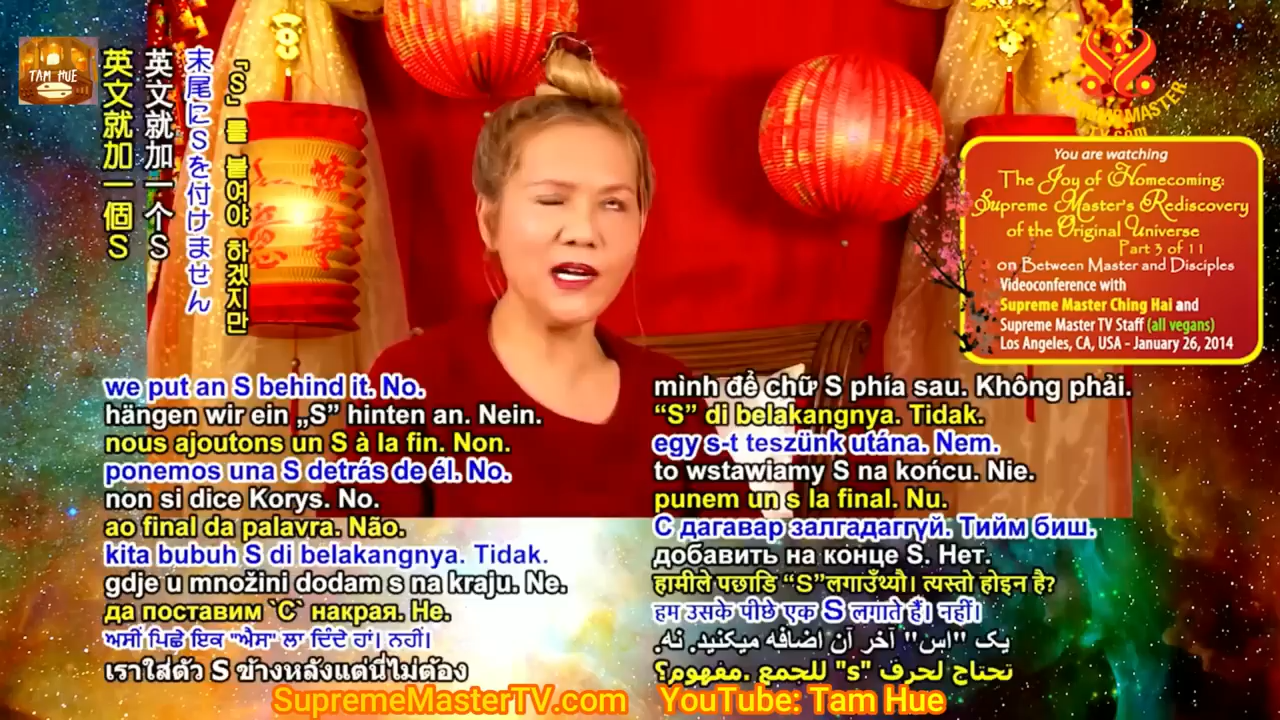 TAM HUE
英文就加一個S
英文就加一个S
末尾にSを付けません
「S」를 붙여야 하겠지만
You are watching
The Joy of Homecoming:
Supreme Master's Rediscovery
of the Original Universe
Part 3 of 11
on Between Master and Disciples
Videoconference with
Supreme Master Ching Hai and
Supreme Master TV Staff (all vegans)
Los Angeles, CA, USA - January 26, 2014
we put an S behind it. No.
hängen wir ein „S” hinten an. Nein.
nous ajoutons un S à la fin. Non.
ponemos una S detrás de él. No.
non si dice Korys. No.
ao final da palavra. Não.
kita bubuh S di belakangnya. Tidak.
gdje u množini dodam s na kraju. Ne.
да поставим `С` накрая. Не.
ਅਸੀਂ ਪਿਛੇ ਇਕ "ਐਸ" ਲਾ ਦਿੰਦੇ ਹਾਂ। ਨਹੀਂ।
เราใส่ตัว S ข้างหลังแต่นี่ไม่ต้อง
mình để chữ S phía sau. Không phải.
“S” di belakangnya. Tidak.
egy s-t teszünk utána. Nem.
to wstawiamy S na końcu. Nie.
punem un s la final. Nu.
С дагавар залгадаггүй. Тийм биш.
добавить на конце S. Нет.
हामीले पछाडि “S”लगाउँथ्यौ। त्यस्तो होइन है?
हम उसके पीछे एक S लगाते हैं। नहीं।
یک "اس" آخر آن اضافه میکنید. نه.
تحتاج لحرف "s" للجمع .مفهوم؟
SupremeMasterTV.com YouTube: Tam Hue